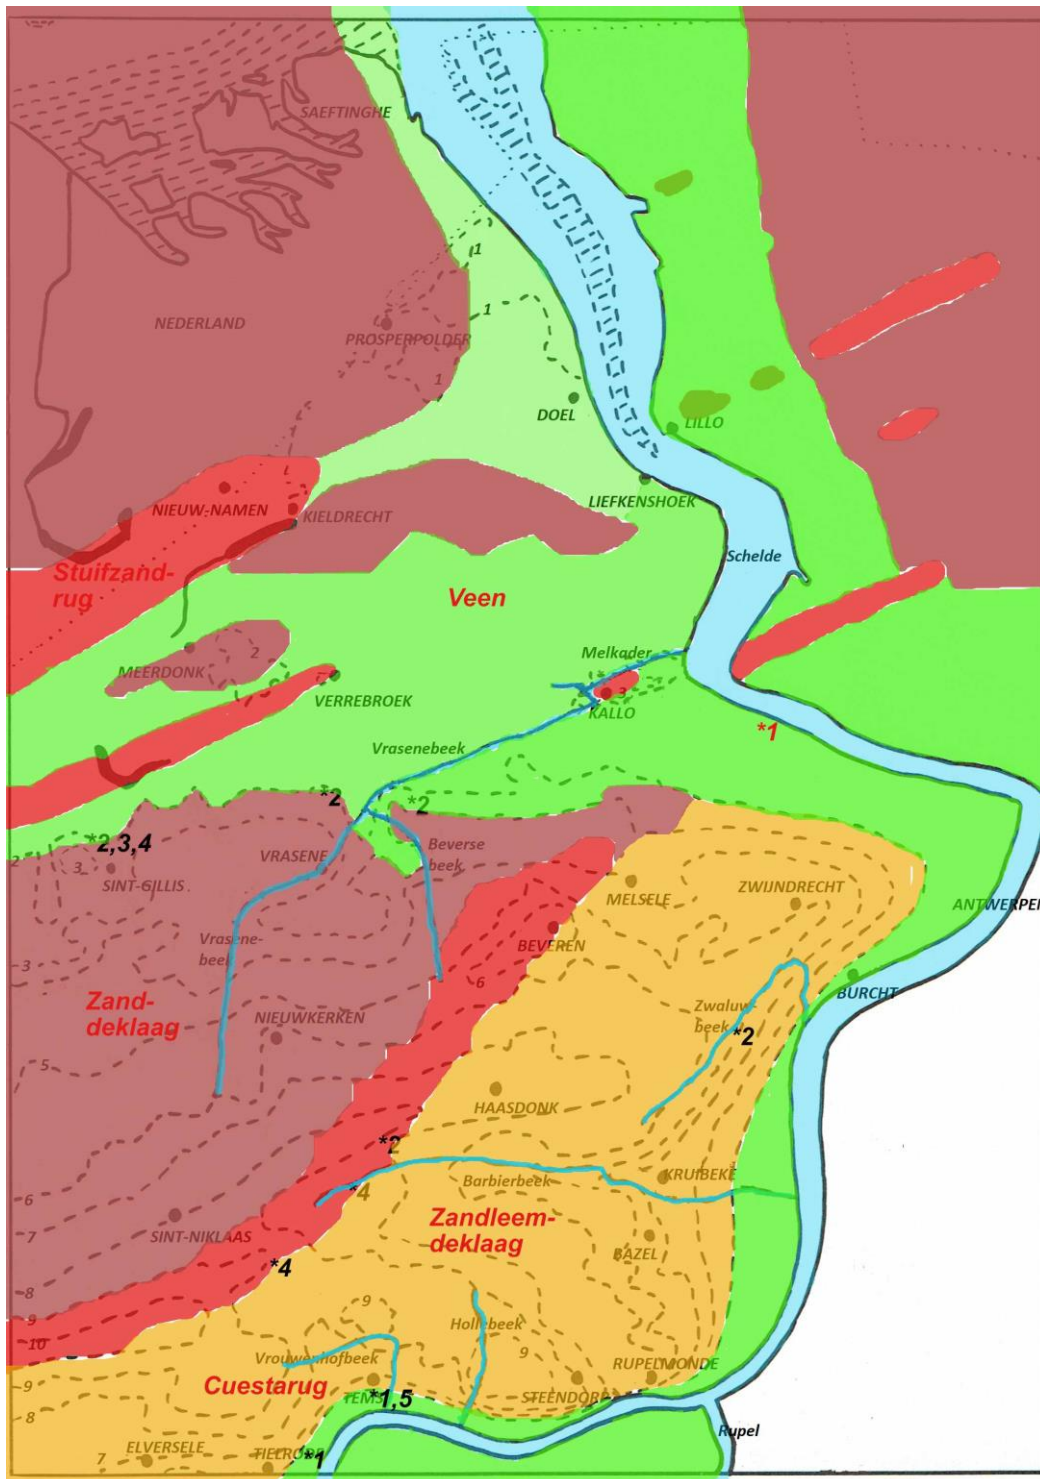 SAEFTINGHE
1
NEDERLAND
1
PROSPERPOLDER
1
DOEL
LILLO
NIEUW-NAMEN
KIELDRECHT
LIEFKENSHOEK
Schelde
Stuifzand-
rug
Veen
2
MEERDONK
Melkader
3
VERREBROEK
KALLO
*1
Vrasenebeek
*2
*2
*2,3,4
2
VRASENE
Beverse
beek
3
SINT-GILLIS
MELSELE
ZWIJNDRECHT
ANTWERPEN
Vrasene-
beek
BEVEREN
3
6
BURCHT
Zand-
deklaag
NIEUWKERKEN
Zwaluw-
beek
*2
5
HAASDONK
*2
KRUIBEKE
Barbierbeek
*4
6
7
SINT-NIKLAAS
Zandleem-
deklaag
BAZEL
*4
8
9
9
Hollebeek
10
Vrouwenhofbeek
9
RUPELMONDE
9
Cuestarug
*1,5
STEENDORP
8
Rupel
ELVERSELE
7
TIELRODE
*1